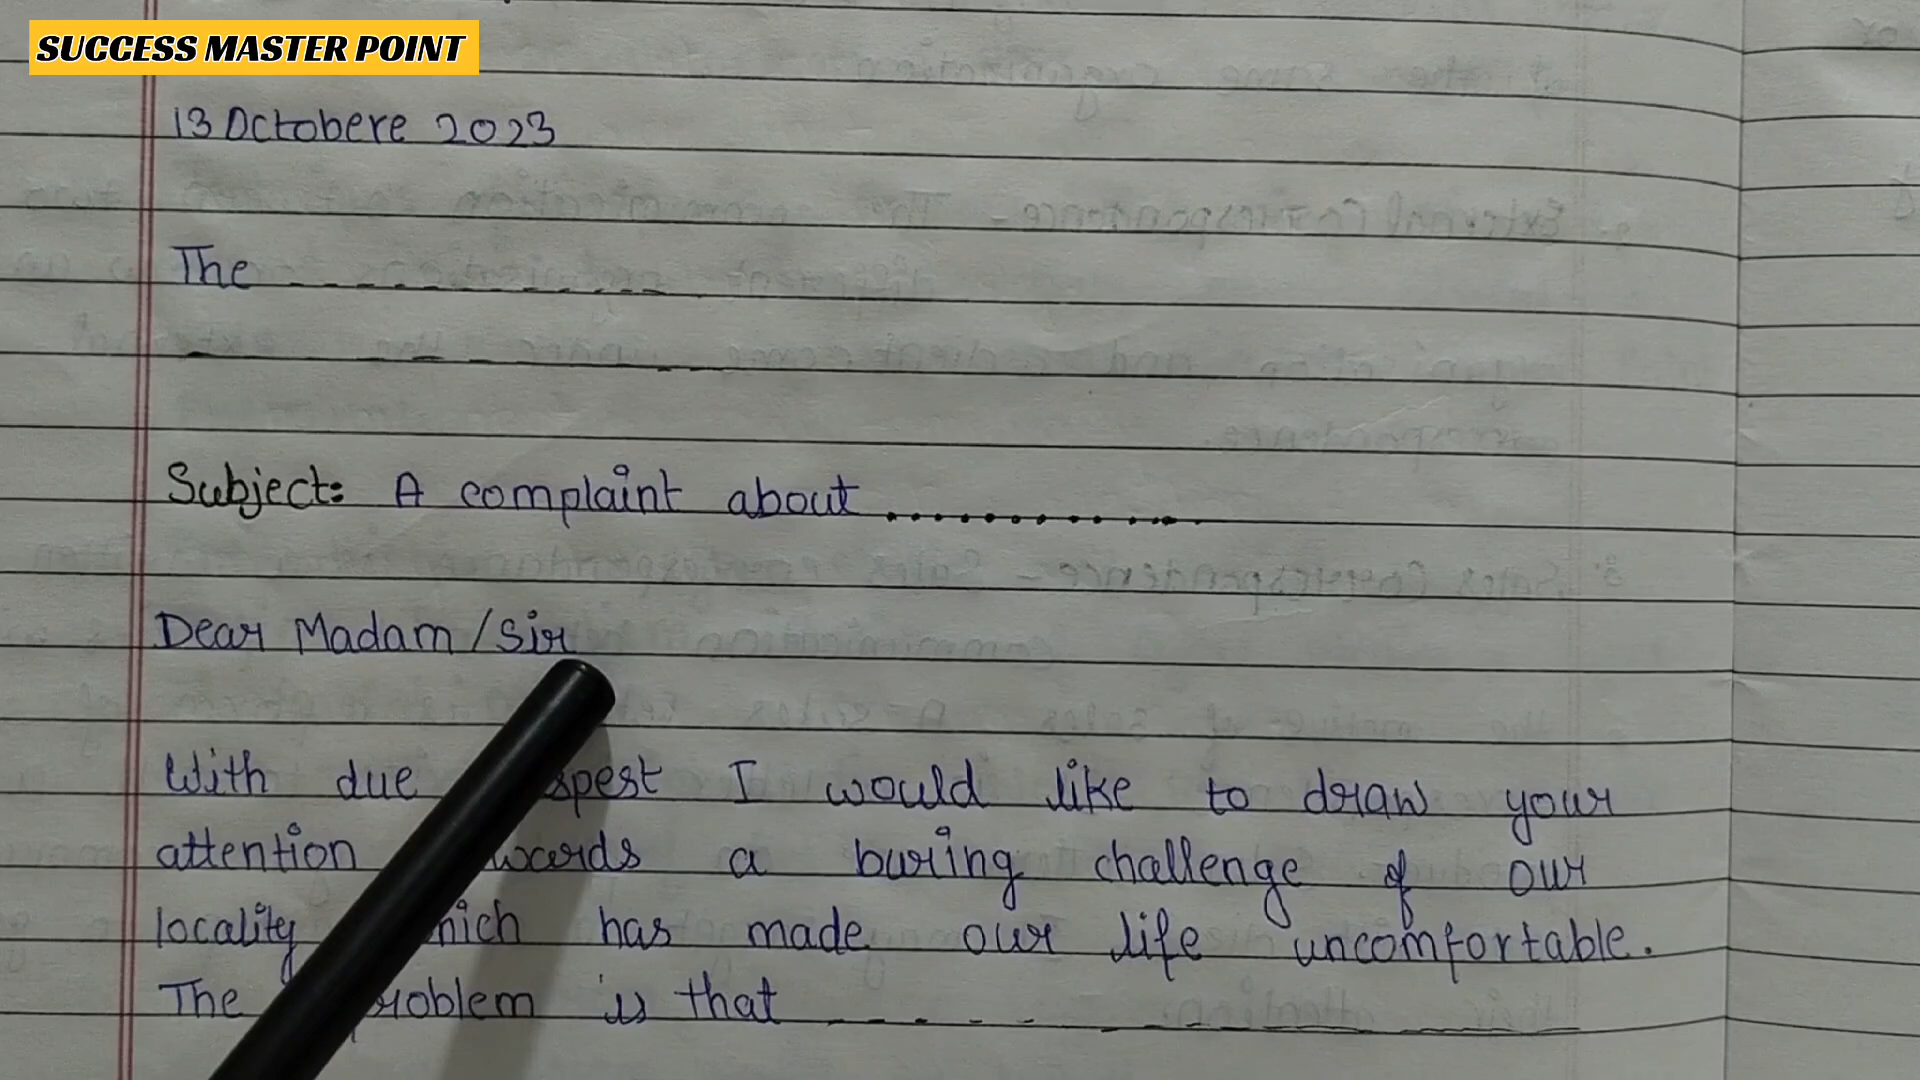 SUCCESS MASTER POINT
13 Octobere 2023
The ------------
------------
Subject: A complaint about .............
Dear Madam/Sir
With due spest I would like to draw your
attention wards a buring challenge of our
locality hich has made our life uncomfortable.
The roblem is that ------------